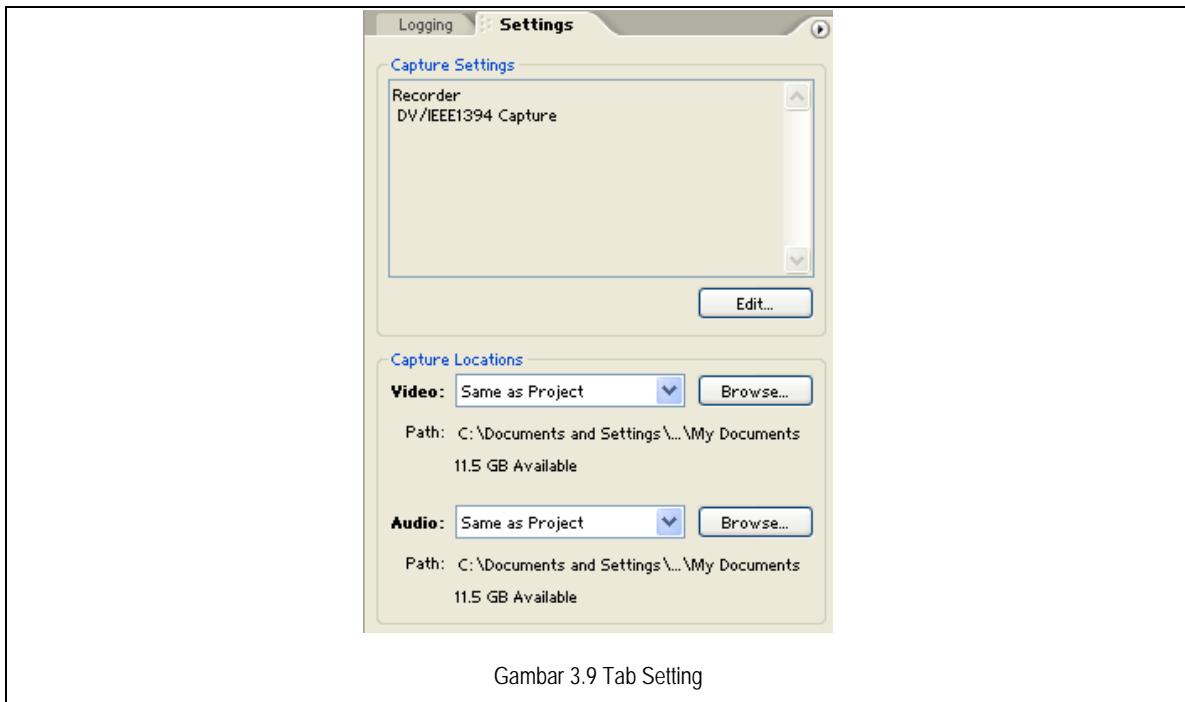 Logging Settings
Capture Settings
Recorder
DV/IEEE1394 Capture
Edit...
Capture Locations
Video: Same as Project Browse...
Path: C:\Documents and Settings\...\My Documents
11.5 GB Available
Audio: Same as Project Browse...
Path: C:\Documents and Settings\...\My Documents
11.5 GB Available
Gambar 3.9 Tab Setting